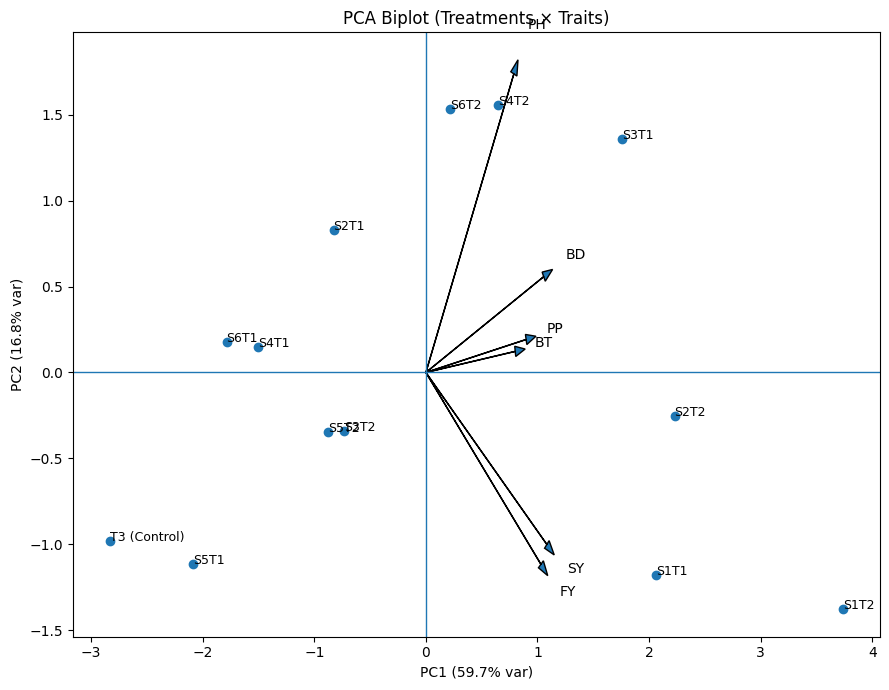 PCA Biplot (Treatments × Traits)
PH
S6T2
S4T2
S3T1
S2T1
BD
PP
BT
S6T1
S4T1
S2T2
S5T2
S3T2
T3 (Control)
S5T1
SY
FY
S1T1
S1T2
1.5
1.0
0.5
0.0
−0.5
−1.0
−1.5
PC2 (16.8% var)
−3
−2
−1
0
1
2
3
4
PC1 (59.7% var)